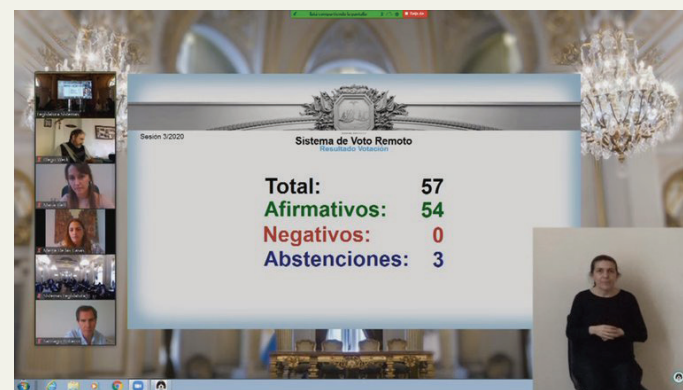 Sesión 3/2020
Sistema de Voto Remoto
Resultado Votación
Total: 57
Afirmativos: 54
Negativos: 0
Abstenciones: 3